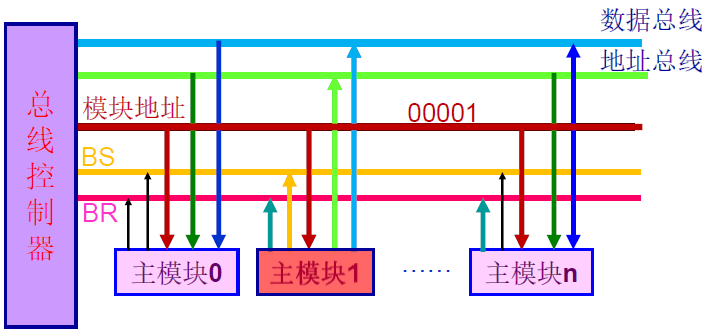 数据总线
地址总线
模块地址
00001
总线控制器
BS
BR
主模块0
主模块1
……
主模块n